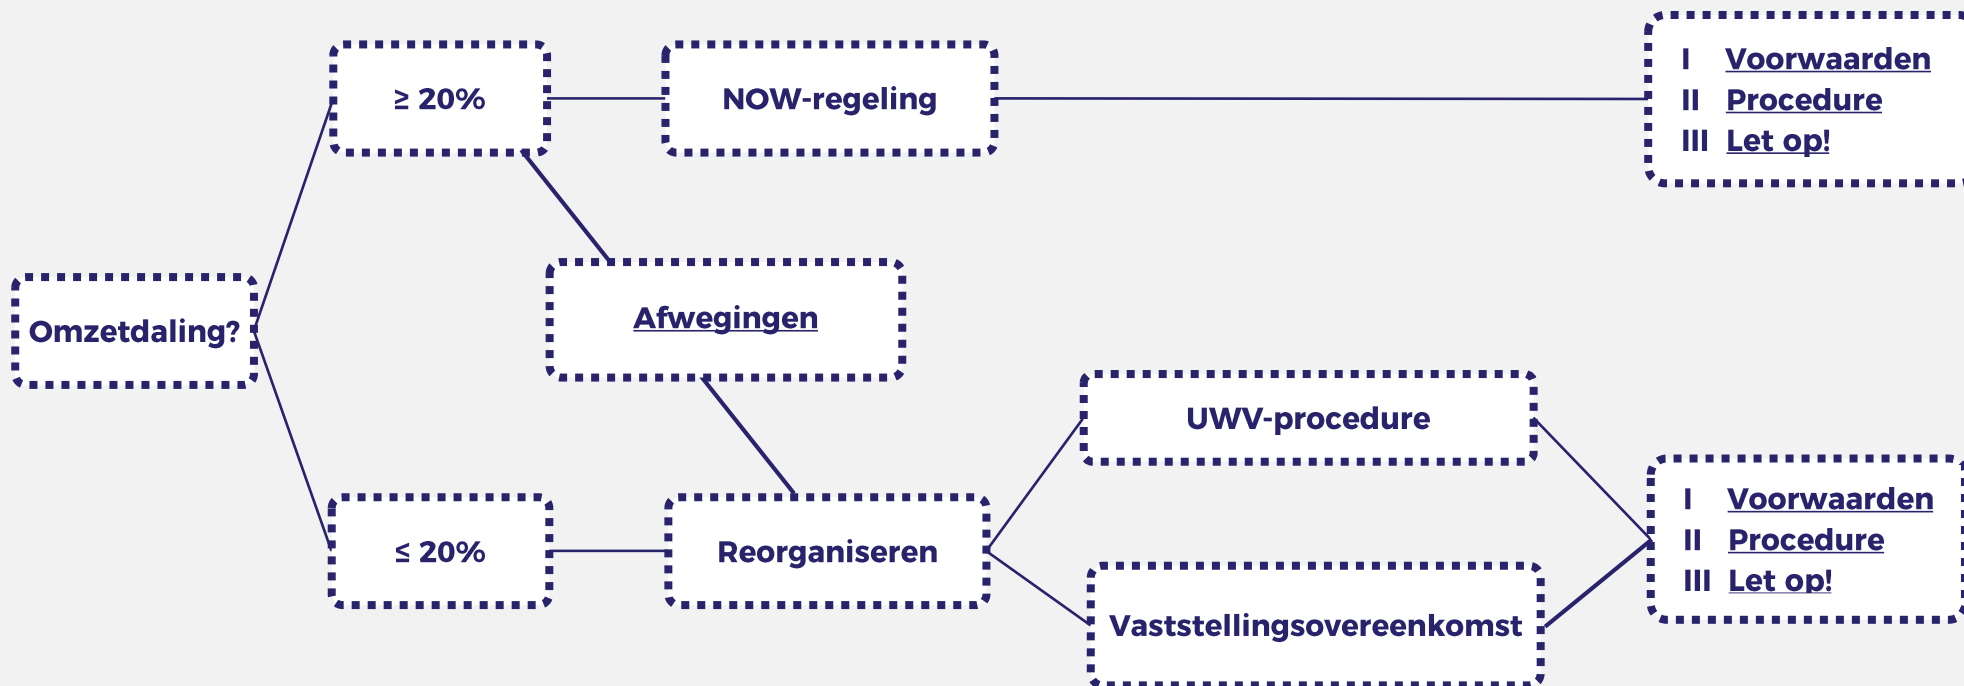 ≥ 20%
NOW-regeling
I Voorwaarden
II Procedure
III Let op!
Omzetdaling?
Afwegingen
UWV-procedure
≤ 20%
Reorganiseren
I Voorwaarden
II Procedure
III Let op!
Vaststellingsovereenkomst